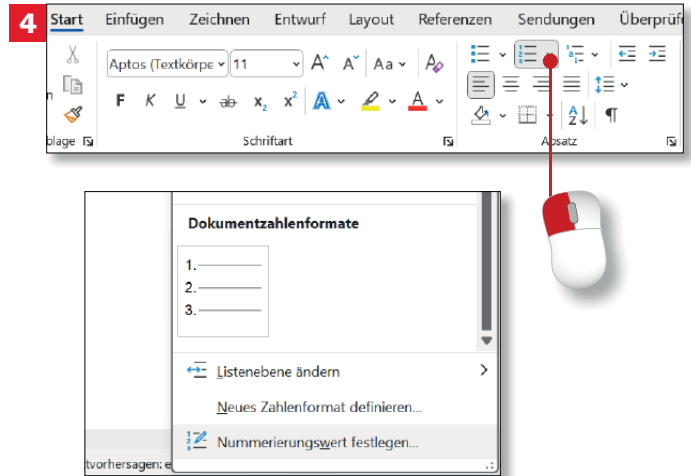 4
Start Einfügen Zeichnen Entwurf Layout Referenzen Sendungen Überprüfe
Aptos (Textkörpe 11 A A Aa A
n F K U ab x2 x² A A
blage Schriftart Absatz
Dokumentzahlenformate
1.
2.
3.
Listenebene ändern
Neues Zahlenformat definieren...
Nummerierungswert festlegen...
tvorhersagen: e